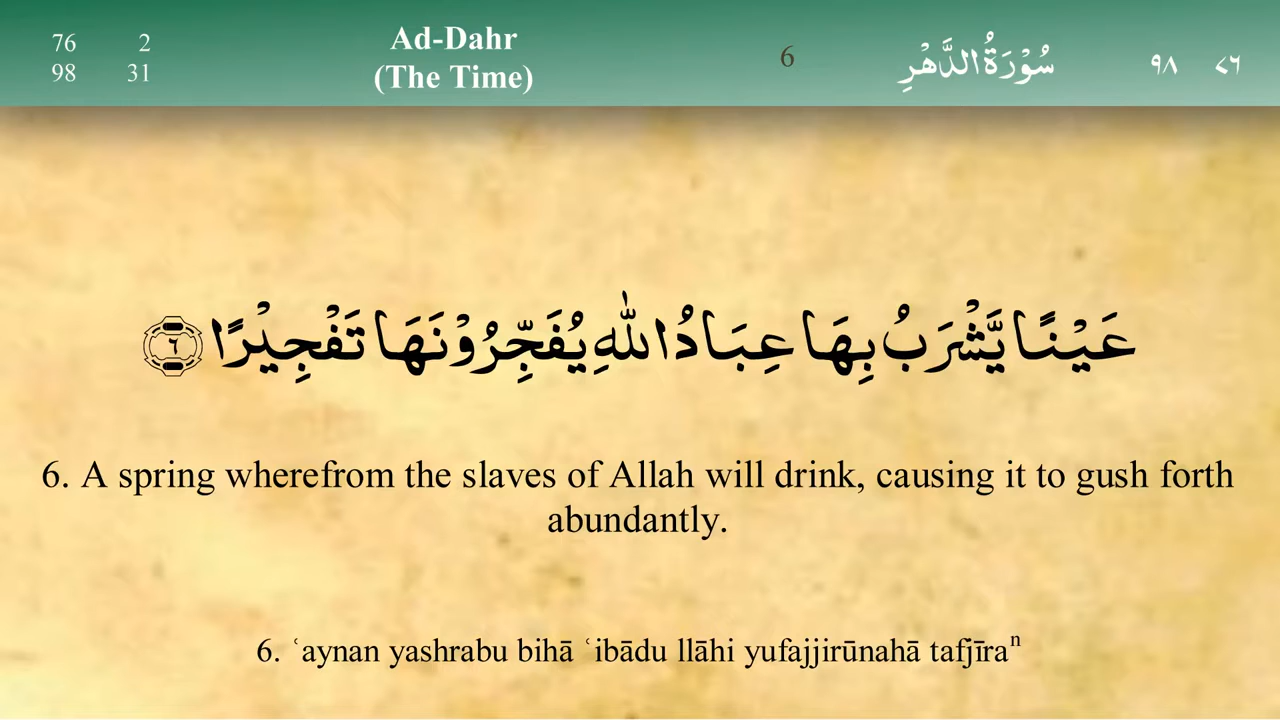 76 2
98 31
Ad-Dahr
(The Time)
6
سُوْرَةُ الدَّهْرِ
٩٨ ٧٦
عَيْنًا يَّشْرَبُ بِهَا عِبَادُ اللّٰهِ يُفَجِّرُوْنَهَا تَفْجِيْرًا ٦
6. A spring wherefrom the slaves of Allah will drink, causing it to gush forth
abundantly.
6. ʿaynan yashrabu bihā ʿibādu llāhi yufajjirūnahā tafjīraⁿ